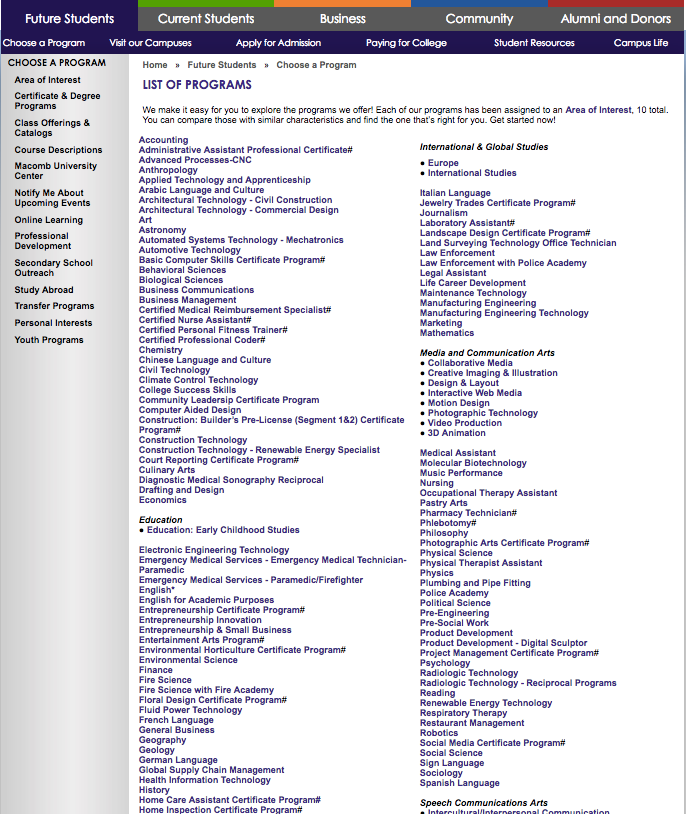 Future Students
Current Students
Business
Community
Alumni and Donors
Choose a Program
Visit our Campuses
Apply for Admission
Paying for College
Student Resources
Campus Life
CHOOSE A PROGRAM
Area of Interest
Certificate & Degree
Programs
Class Offerings &
Catalogs
Course Descriptions
Macomb University
Center
Notify Me About
Upcoming Events
Online Learning
Professional
Development
Secondary School
Outreach
Study Abroad
Transfer Programs
Personal Interests
Youth Programs
Home » Future Students » Choose a Program
LIST OF PROGRAMS
We make it easy for you to explore the programs we offer! Each of our programs has been assigned to an Area of Interest, 10 total.
You can compare those with similar characteristics and find the one that's right for you. Get started now!
Accounting
Administrative Assistant Professional Certificate#
Advanced Processes-CNC
Anthropology
Applied Technology and Apprenticeship
Arabic Language and Culture
Architectural Technology - Civil Construction
Architectural Technology - Commercial Design
Art
Astronomy
Automated Systems Technology - Mechatronics
Automotive Technology
Basic Computer Skills Certificate Program#
Behavioral Sciences
Biological Sciences
Business Communications
Business Management
Certified Medical Reimbursement Specialist#
Certified Nurse Assistant#
Certified Personal Fitness Trainer#
Certified Professional Coder#
Chemistry
Chinese Language and Culture
Civil Technology
Climate Control Technology
College Success Skills
Community Leadersip Certificate Program
Computer Aided Design
Construction: Builder's Pre-License (Segment 1&2) Certificate
Program#
Construction Technology
Construction Technology - Renewable Energy Specialist
Court Reporting Certificate Program#
Culinary Arts
Diagnostic Medical Sonography Reciprocal
Drafting and Design
Economics
Education
● Education: Early Childhood Studies
Electronic Engineering Technology
Emergency Medical Services - Emergency Medical Technician-
Paramedic
Emergency Medical Services - Paramedic/Firefighter
English*
English for Academic Purposes
Entrepreneurship Certificate Program#
Entrepreneurship Innovation
Entrepreneurship & Small Business
Entertainment Arts Program#
Environmental Horticulture Certificate Program#
Environmental Science
Finance
Fire Science
Fire Science with Fire Academy
Floral Design Certificate Program#
Fluid Power Technology
French Language
General Business
Geography
Geology
German Language
Global Supply Chain Management
Health Information Technology
History
Home Care Assistant Certificate Program#
Home Inspection Certificate Program#
International & Global Studies
● Europe
● International Studies
Italian Language
Jewelry Trades Certificate Program#
Journalism
Laboratory Assistant#
Landscape Design Certificate Program#
Land Surveying Technology Office Technician
Law Enforcement
Law Enforcement with Police Academy
Legal Assistant
Life Career Development
Maintenance Technology
Manufacturing Engineering
Manufacturing Engineering Technology
Marketing
Mathematics
Media and Communication Arts
● Collaborative Media
● Creative Imaging & Illustration
● Design & Layout
● Interactive Web Media
● Motion Design
● Photographic Technology
● Video Production
● 3D Animation
Medical Assistant
Molecular Biotechnology
Music Performance
Nursing
Occupational Therapy Assistant
Pastry Arts
Pharmacy Technician#
Phlebotomy#
Philosophy
Photographic Arts Certificate Program#
Physical Science
Physical Therapist Assistant
Physics
Plumbing and Pipe Fitting
Police Academy
Political Science
Pre-Engineering
Pre-Social Work
Product Development
Product Development - Digital Sculptor
Project Management Certificate Program#
Psychology
Radiologic Technology
Radiologic Technology - Reciprocal Programs
Reading
Renewable Energy Technology
Respiratory Therapy
Restaurant Management
Robotics
Social Media Certificate Program#
Social Science
Sign Language
Sociology
Spanish Language
Speech Communications Arts
● Intercultural/Interpersonal Communication